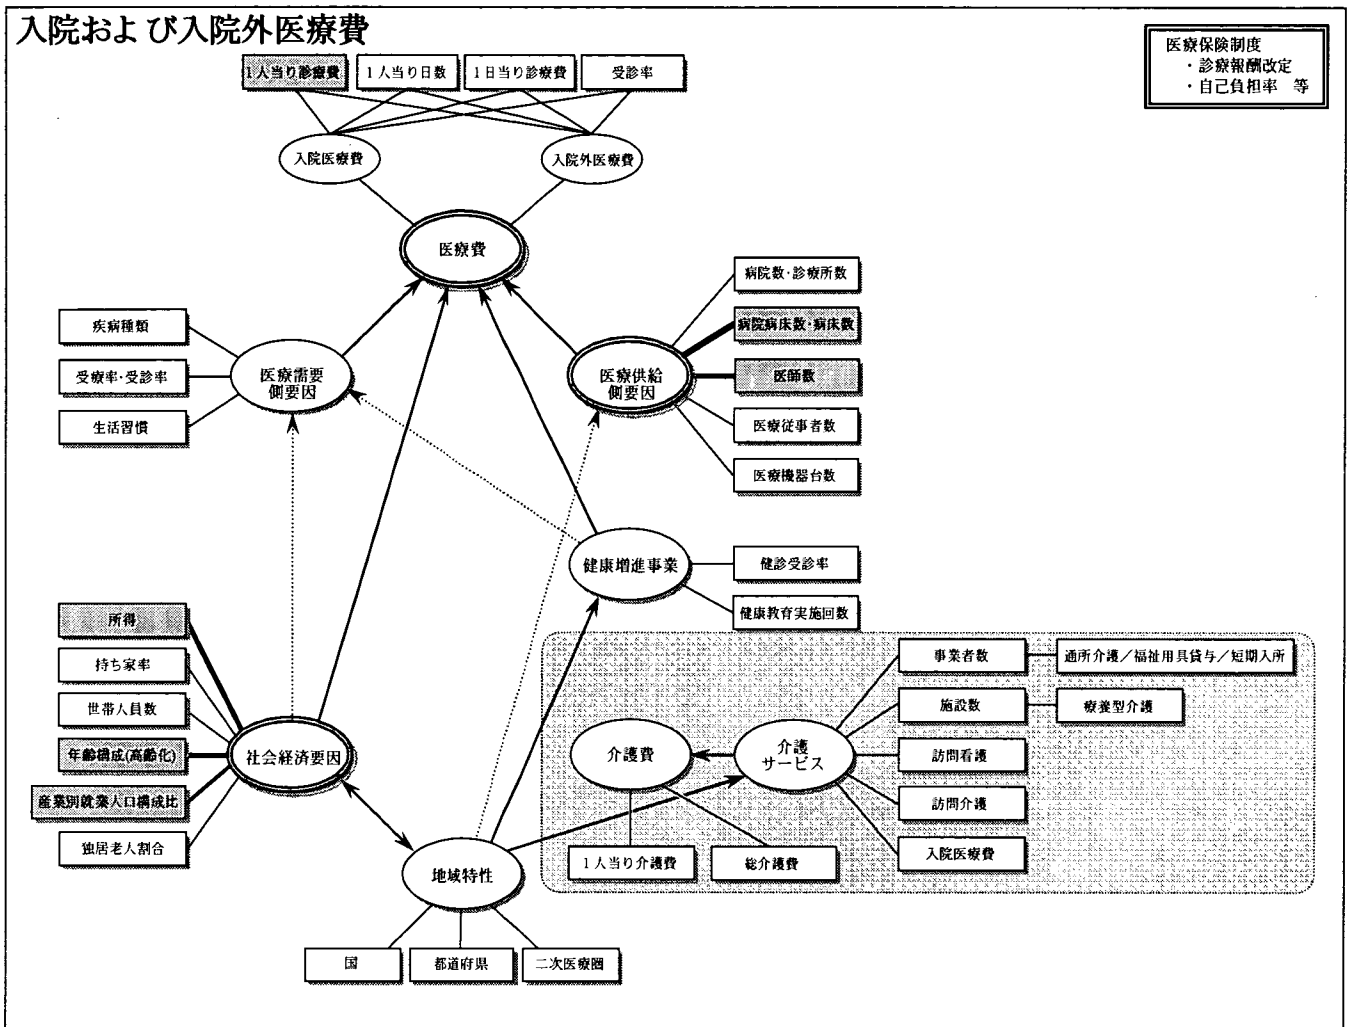 入院および入院外医療費
医療保険制度
・診療報酬改定
・自己負担率 等
1人当り診療費
1人当り日数
1日当り診療費
受診率
入院医療費
入院外医療費
医療費
病院数・診療所数
病院病床数・病床数
医師数
医療従事者数
医療機器台数
疾病種類
受療率・受診率
生活習慣
医療需要
側要因
医療供給
側要因
健康増進事業
健診受診率
健康教育実施回数
所得
持ち家率
世帯人員数
年齢構成(高齢化)
産業別就業人口構成比
独居老人割合
社会経済要因
地域特性
国
都道府県
二次医療圏
介護費
介護
サービス
1人当り介護費
総介護費
事業者数
通所介護/福祉用具貸与/短期入所
施設数
療養型介護
訪問看護
訪問介護
入院医療費